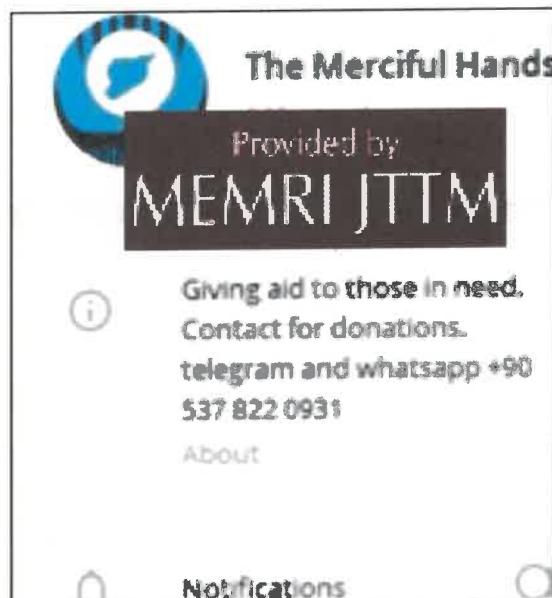 The Merciful Hands
Provided by
MEMRI JTTM
Giving aid to those in need.
Contact for donations.
telegram and whatsapp +90
537 822 0931
About
Notifications